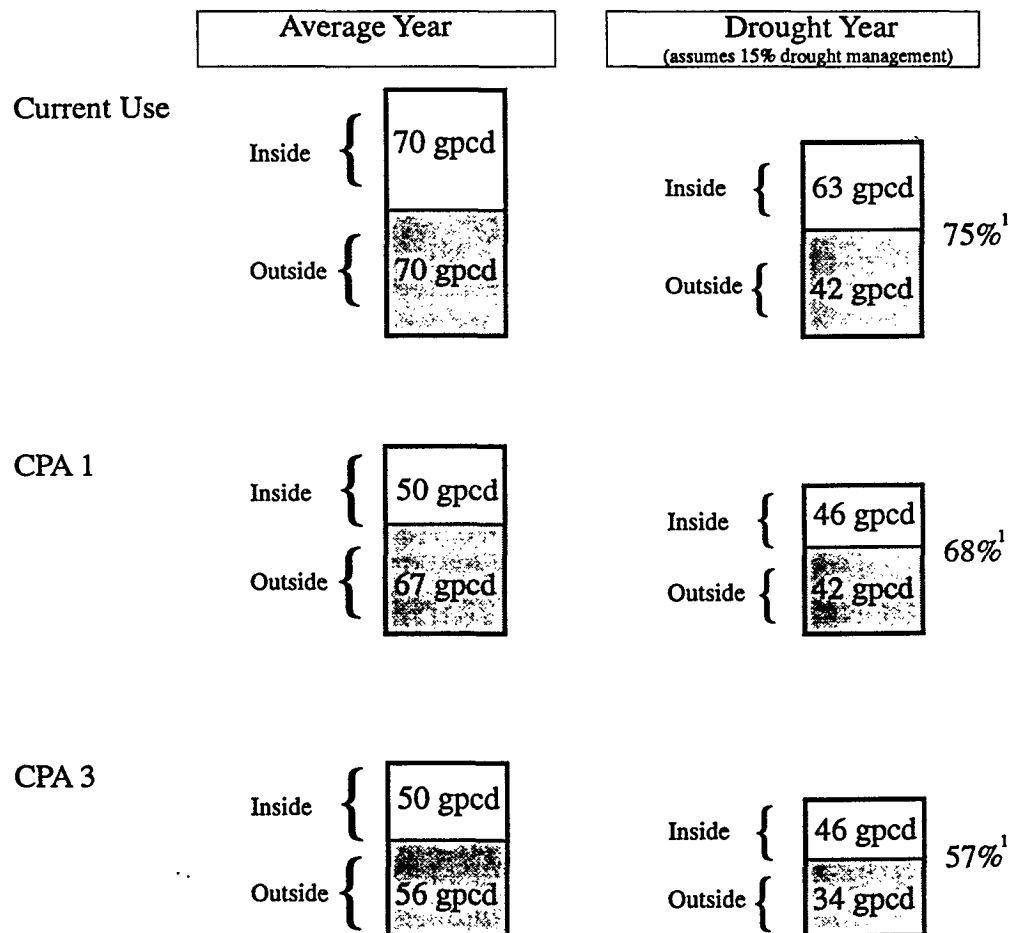 Average Year
Drought Year
(assumes 15% drought management)
Current Use
Inside
70 gpcd
Outside
70 gpcd
Inside
63 gpcd
Outside
42 gpcd
75%¹
CPA 1
Inside
50 gpcd
Outside
67 gpcd
Inside
46 gpcd
Outside
42 gpcd
68%¹
CPA 3
Inside
50 gpcd
Outside
56 gpcd
Inside
46 gpcd
Outside
34 gpcd
57%¹